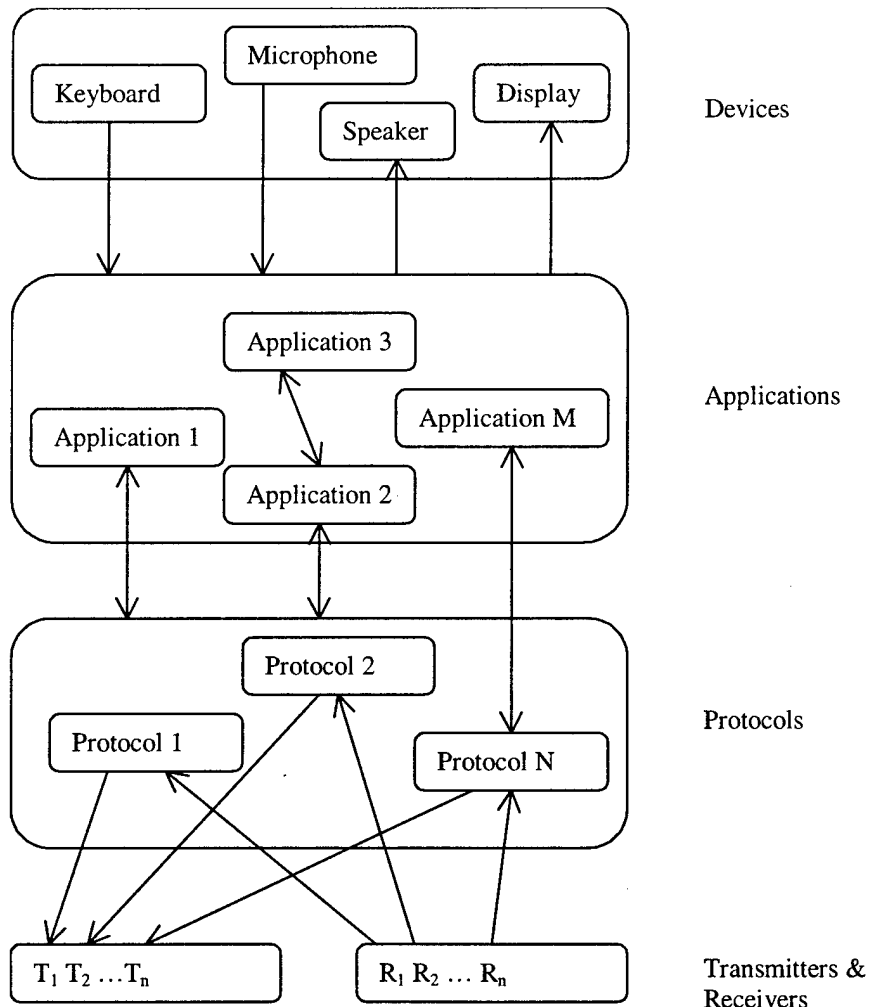 Microphone
Keyboard
Display
Speaker
Devices
Application 3
Application M
Applications
Application 1
Application 2
Protocol 2
Protocols
Protocol 1
Protocol N
T1 T2 …Tn
R1 R2 … Rn
Transmitters &
Receivers